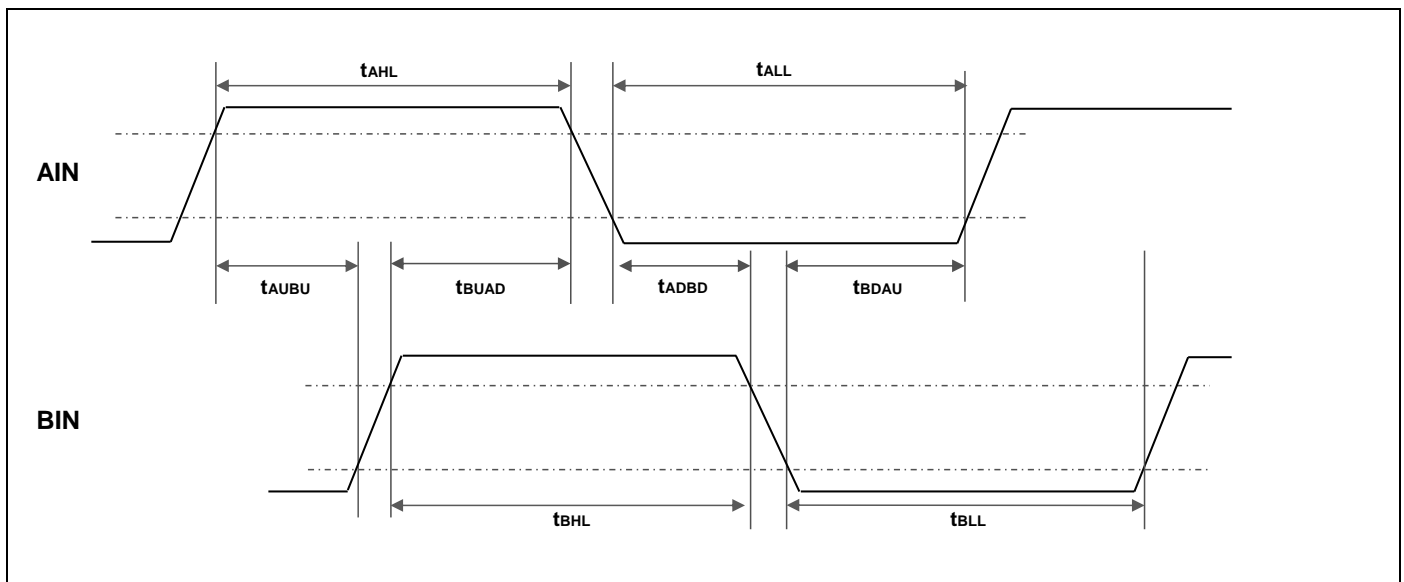 tAHL
tALL
AIN
tAUBU
tBUAD
tADBD
tBDAU
BIN
tBHL
tBLL